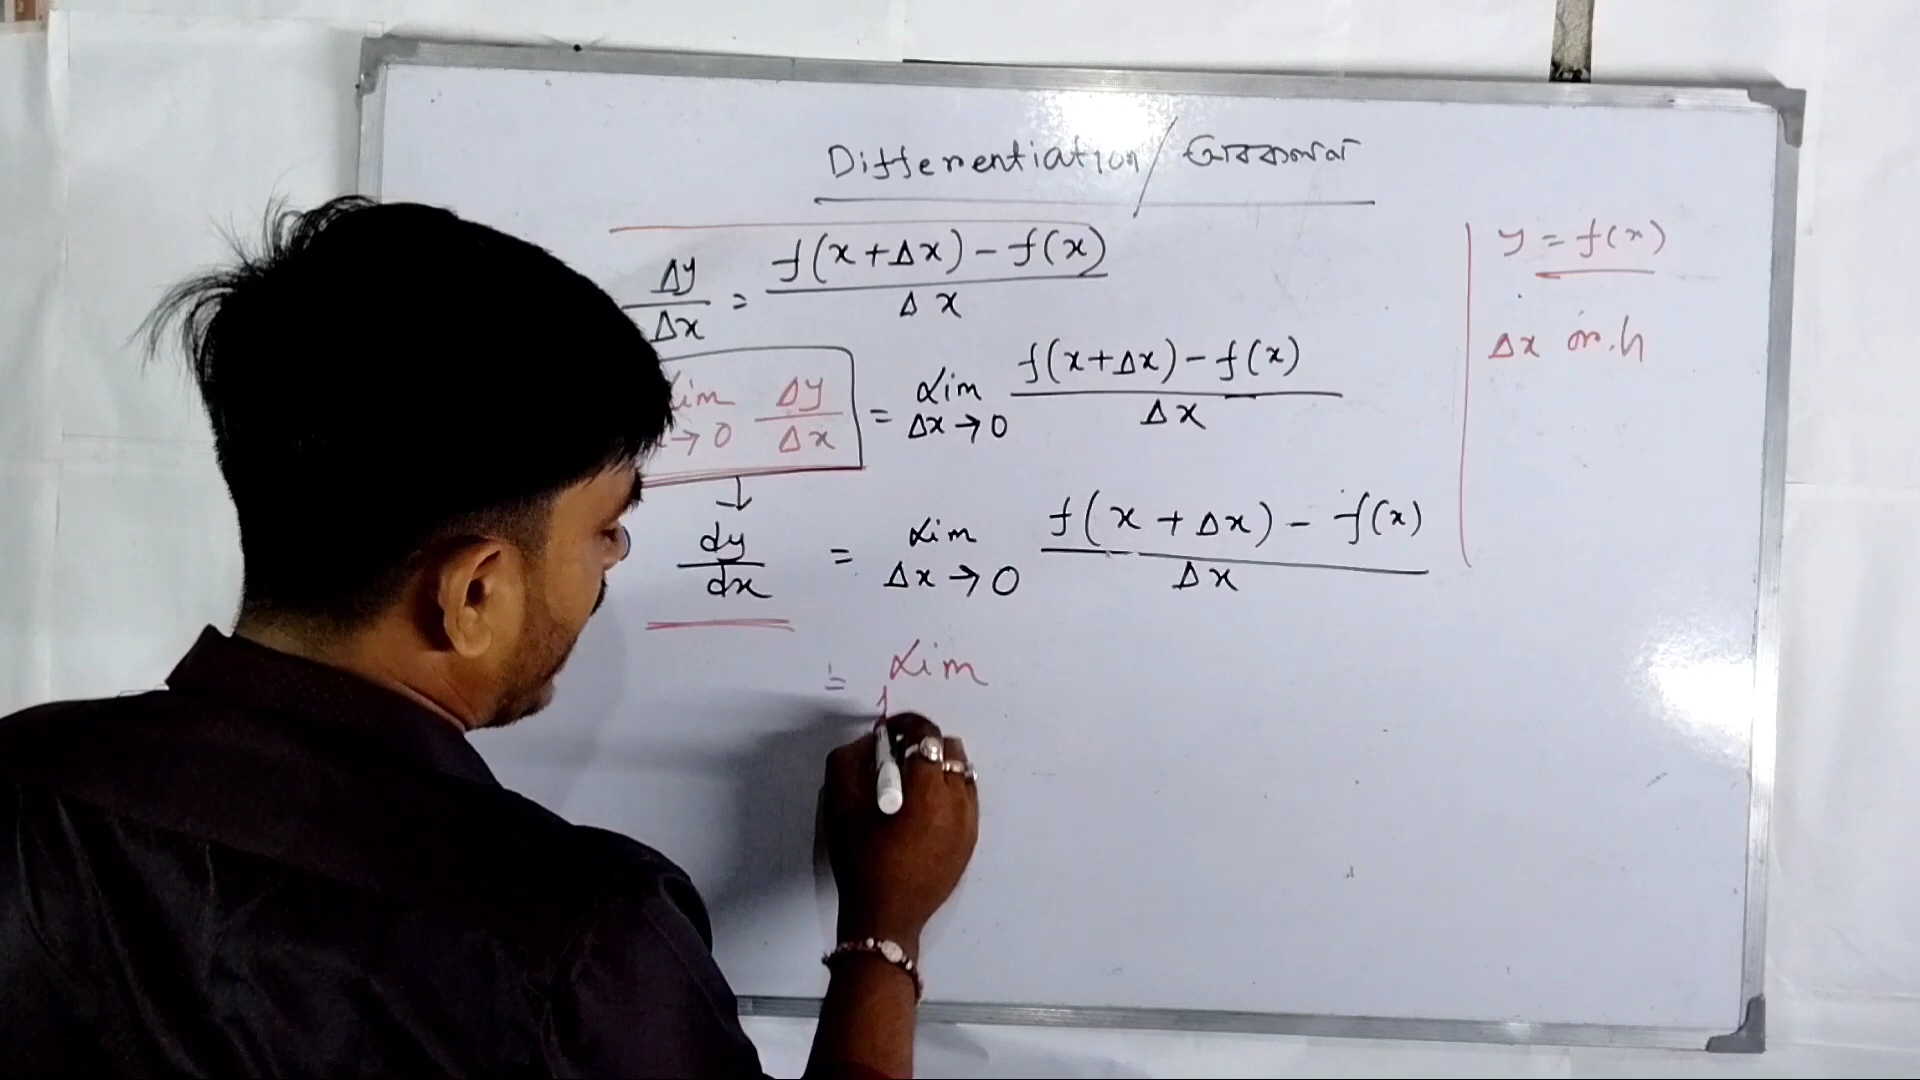 Differentiation /
Δy/Δx = f(x+Δx) - f(x)/Δx
Lim x→0 Δy/Δx = Lim Δx→0 f(x+Δx) - f(x)/Δx
↓
dy/dx = Lim Δx→0 f(x + Δx) - f(x)/Δx
= Lim
y = f(x)
Δx or h